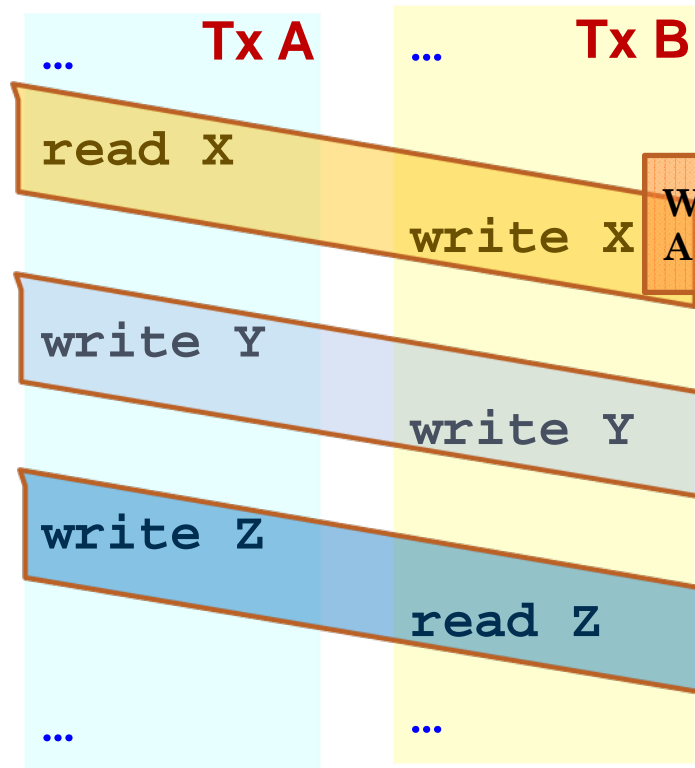 Tx A
Tx B
...
...
read X
write X
W
A
write Y
write Y
write Z
read Z
...
...